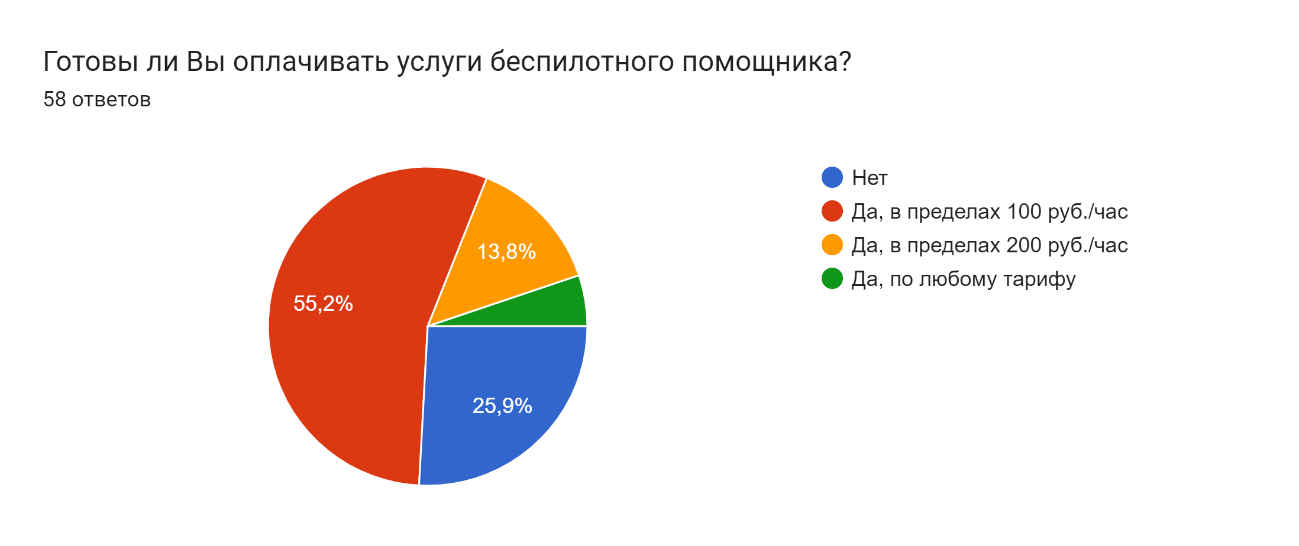 Готовы ли Вы оплачивать услуги беспилотного помощника?
58 ответов
Нет
Да, в пределах 100 руб./час
Да, в пределах 200 руб./час
Да, по любому тарифу
13,8%
55,2%
25,9%